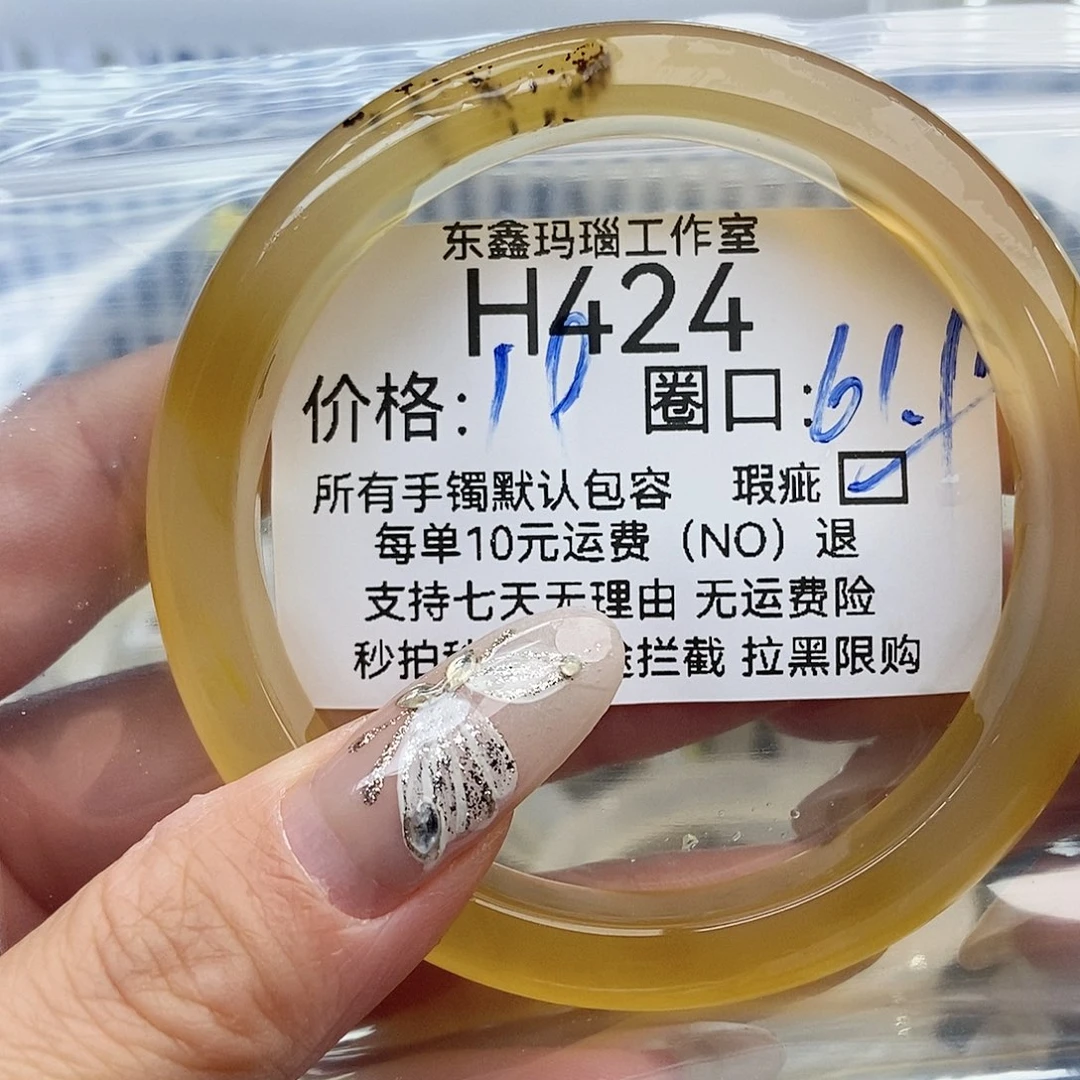 东鑫玛瑙工作室
H424
价格:10 圈口:61.1
所有手镯默认包容 瑕疵
每单10元运费（NO）退
支持七天无理由 无运费险
秒拍 拦截 拉黑限购